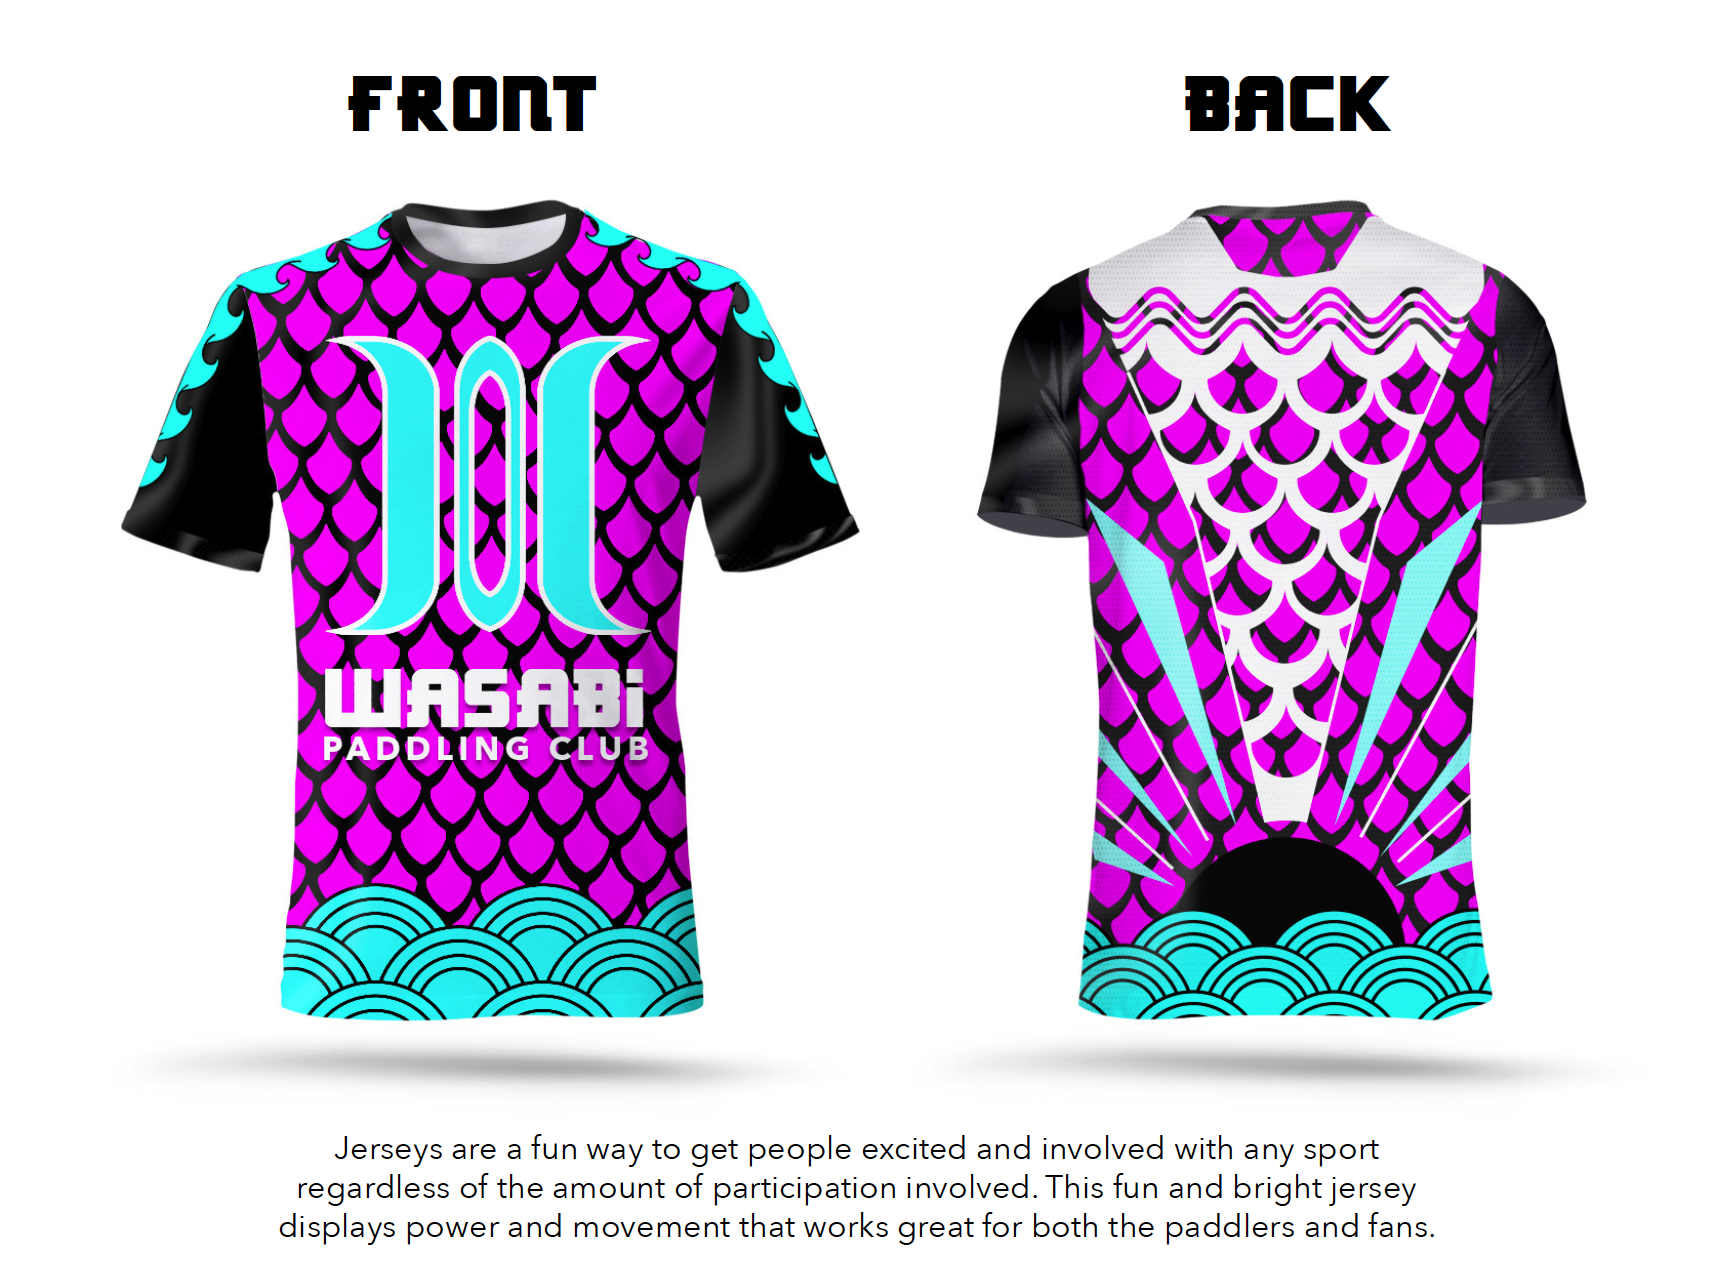 FRONT
BACK
WASABi
PADDLING CLUB
Jerseys are a fun way to get people excited and involved with any sport
regardless of the amount of participation involved. This fun and bright jersey
displays power and movement that works great for both the paddlers and fans.